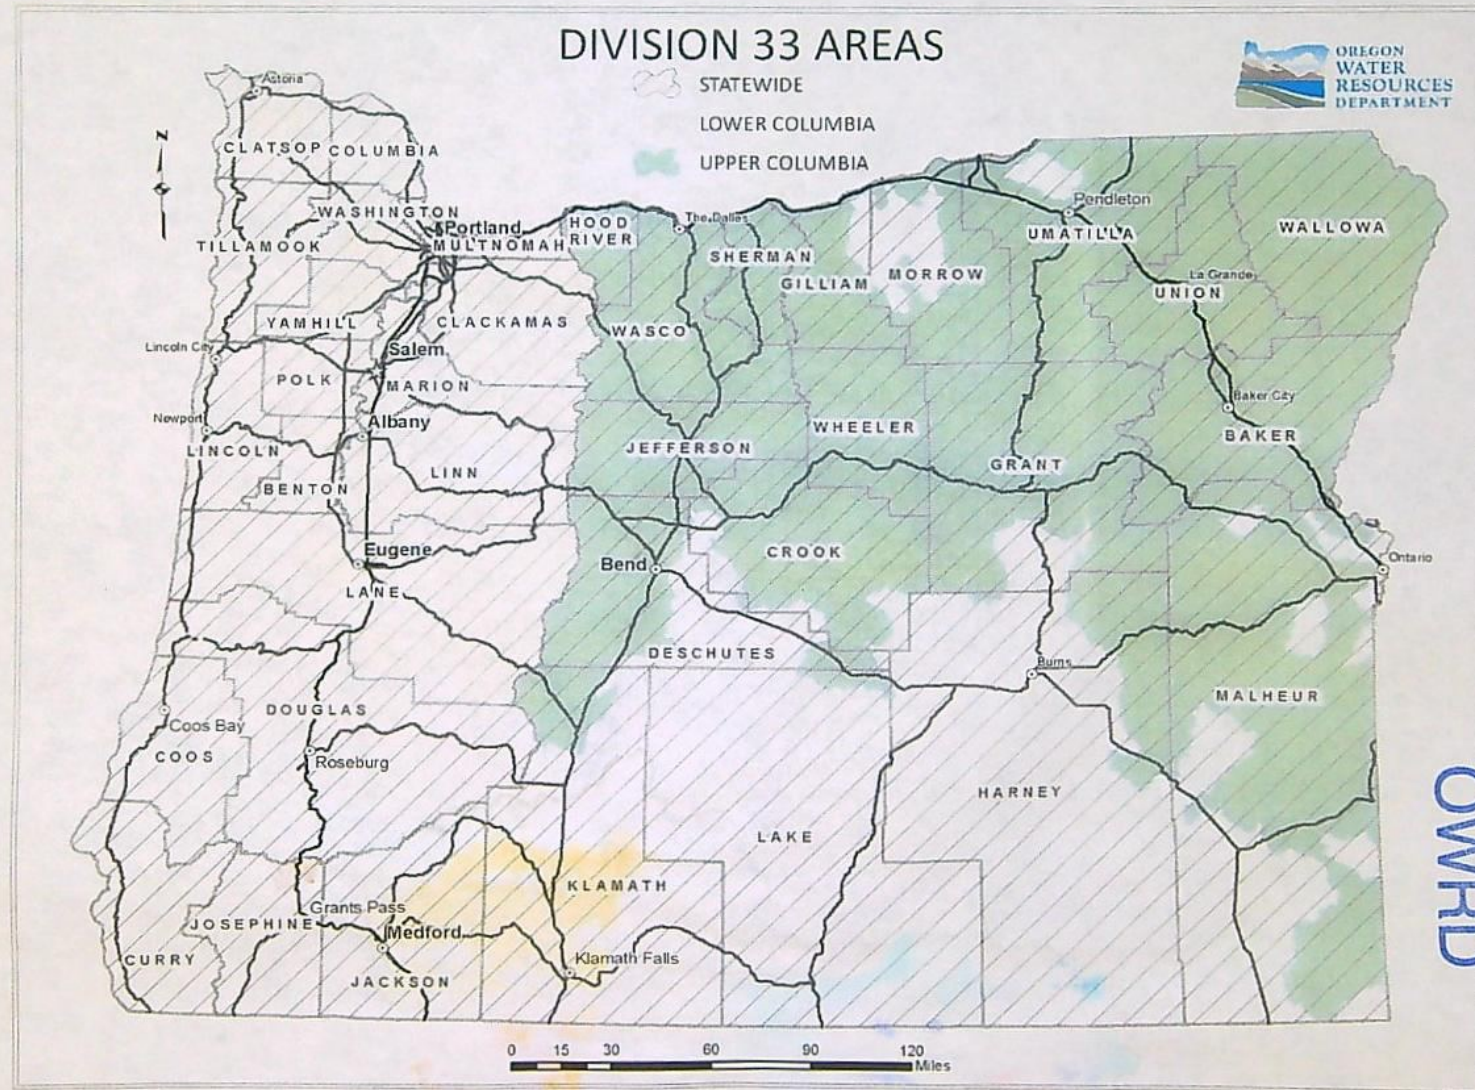 DIVISION 33 AREAS
STATEWIDE
LOWER COLUMBIA
UPPER COLUMBIA
OREGON
WATER
RESOURCES
DEPARTMENT
N
Astoria
CLATSOP
COLUMBIA
WASHINGTON
Portland
TILLAMOOK
MULTNOMAH
HOOD
RIVER
The Dalles
Pendleton
SHERMAN
UMATILLA
WALLOWA
GILLIAM
MORROW
La Grande
UNION
YAMHILL
CLACKAMAS
WASCO
Lincoln City
Salem
POLK
MARION
Baker City
Newport
Albany
WHEELER
BAKER
LINCOLN
JEFFERSON
LINN
GRANT
BENTON
Eugene
CROOK
Bend
Ontario
LANE
DESCHUTES
Burns
MALHEUR
DOUGLAS
Coos Bay
COOS
Roseburg
HARNEY
LAKE
KLAMATH
Grants Pass
JOSEPHINE
Medford
CURRY
Klamath Falls
JACKSON
0 15 30 60 90 120
Miles
OWRD